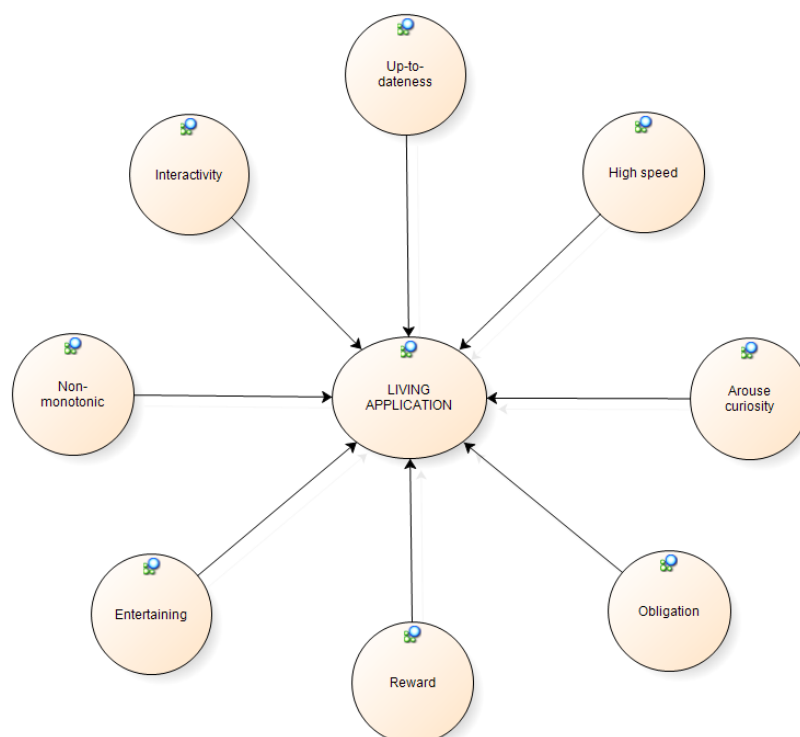 Up-to-
dateness
Interactivity
High speed
Non-
monotonic
LIVING
APPLICATION
Arouse
curiosity
Entertaining
Obligation
Reward